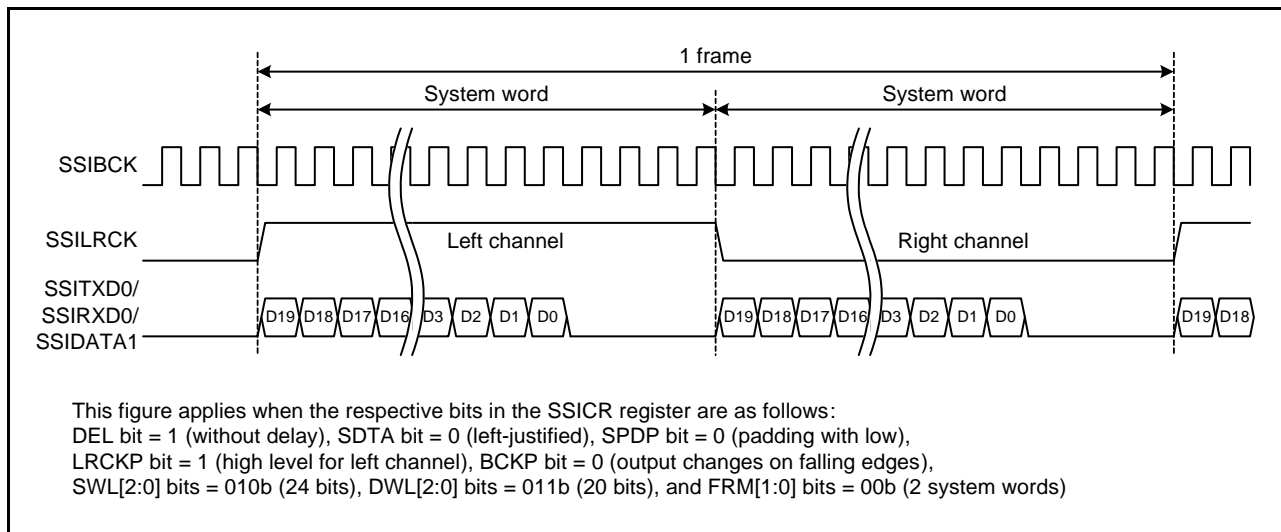 1 frame
System word System word
SSIBCK
SSILRCK Left channel Right channel
SSITXD0/
SSIRXD0/ D19 D18 D17 D16 D3 D2 D1 D0 D19 D18 D17 D16 D3 D2 D1 D0 D19 D18
SSIDATA1
This figure applies when the respective bits in the SSICR register are as follows:
DEL bit = 1 (without delay), SDTA bit = 0 (left-justified), SPDP bit = 0 (padding with low),
LRCKP bit = 1 (high level for left channel), BCKP bit = 0 (output changes on falling edges),
SWL[2:0] bits = 010b (24 bits), DWL[2:0] bits = 011b (20 bits), and FRM[1:0] bits = 00b (2 system words)